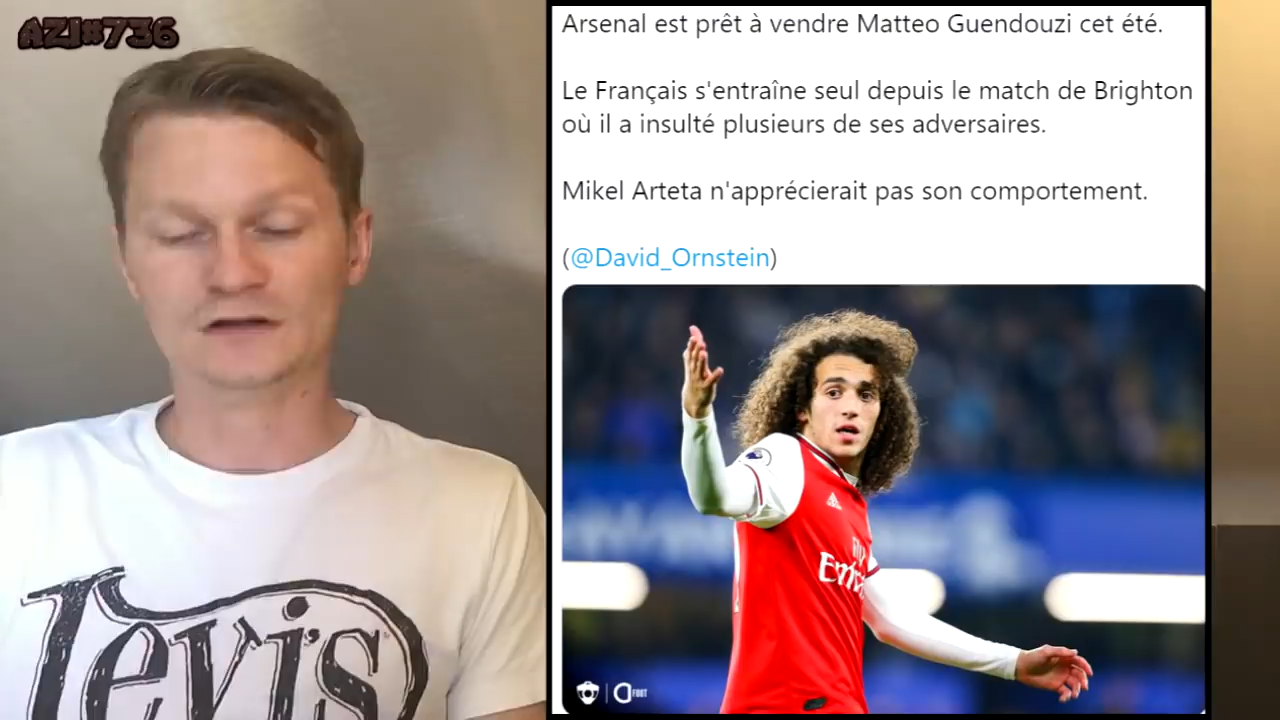 AZJ#736
Arsenal est prêt à vendre Matteo Guendouzi cet été.
Le Français s'entraîne seul depuis le match de Brighton
où il a insulté plusieurs de ses adversaires.
Mikel Arteta n'apprécierait pas son comportement.
(@David_Ornstein)
Levi's
FOOT